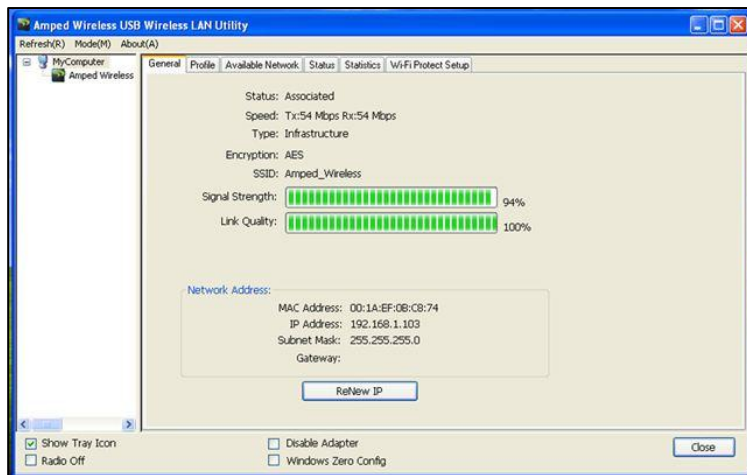 Amped Wireless USB Wireless LAN Utility
Refresh(R) Mode(M) About(A)
MyComputer
Amped Wireless
General Profile Available Network Status Statistics Wi-Fi Protect Setup
Status: Associated
Speed: Tx:54 Mbps Rx:54 Mbps
Type: Infrastructure
Encryption: AES
SSID: Amped_Wireless
Signal Strength: 94%
Link Quality: 100%
Network Address:
MAC Address: 00:1A:EF:0B:C8:74
IP Address: 192.168.1.103
Subnet Mask: 255.255.255.0
Gateway:
ReNew IP
Show Tray Icon Disable Adapter
Radio Off Windows Zero Config
Close